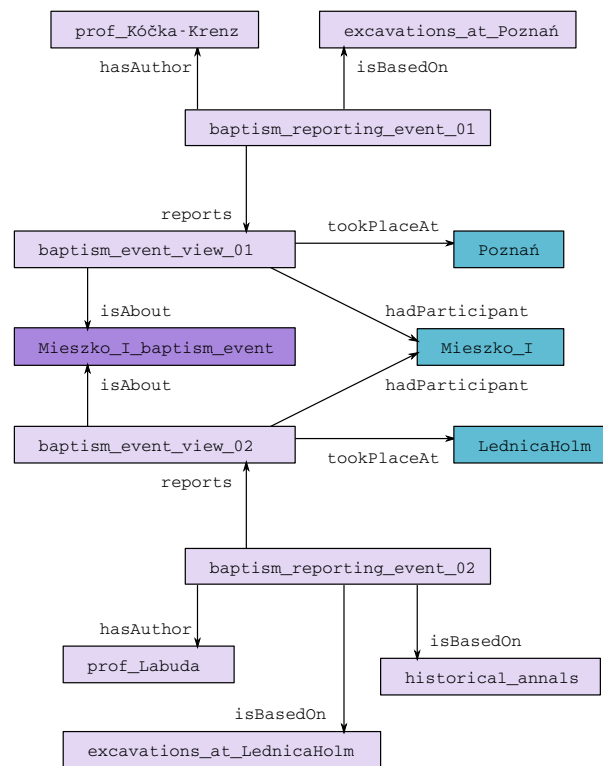 prof_Kóčka-Krenz
excavations_at_Poznań
hasAuthor
isBasedOn
baptism_reporting_event_01
reports
tookPlaceAt
baptism_event_view_01
Poznań
isAbout
hadParticipant
Mieszko_I_baptism_event
Mieszko_I
isAbout
hadParticipant
baptism_event_view_02
LednicaHolm
tookPlaceAt
reports
baptism_reporting_event_02
hasAuthor
isBasedOn
prof_Labuda
historical_annals
isBasedOn
excavations_at_LednicaHolm